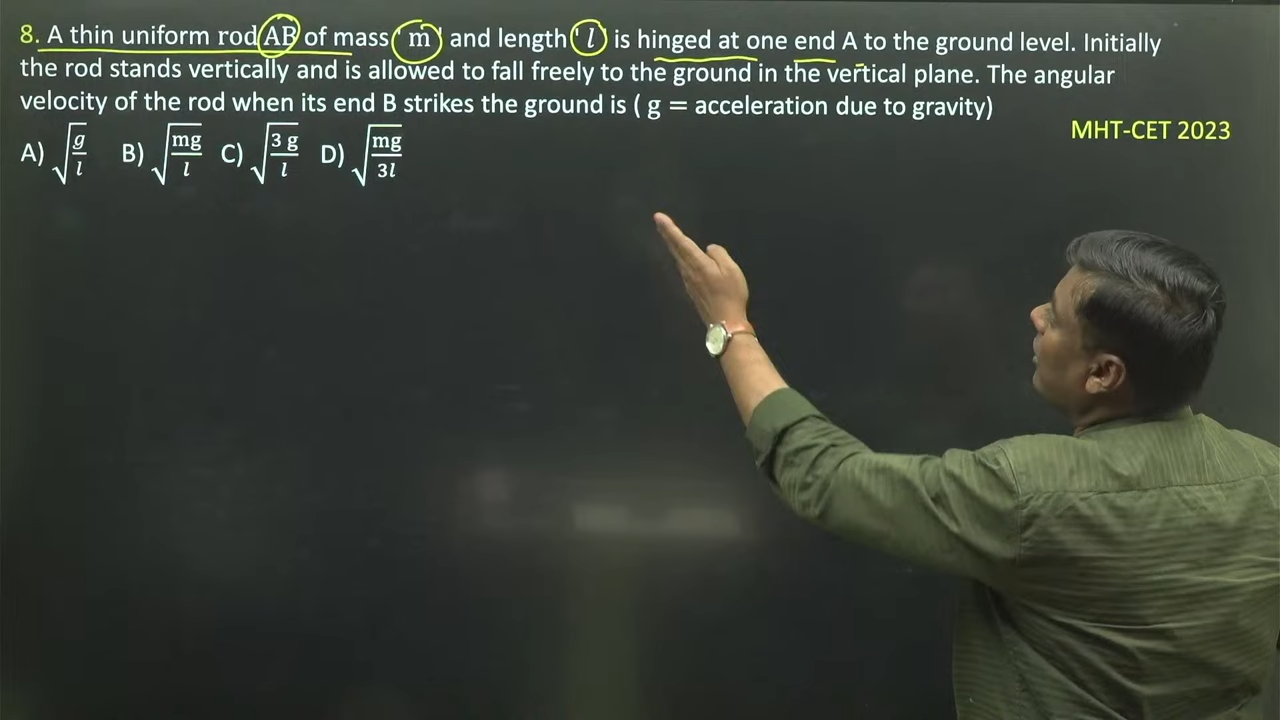 8. A thin uniform rod AB of mass 'm' and length 'l' is hinged at one end A to the ground level. Initially
the rod stands vertically and is allowed to fall freely to the ground in the vertical plane. The angular
velocity of the rod when its end B strikes the ground is ( g = acceleration due to gravity)
MHT-CET 2023
A) √(g/l) B) √(mg/l) C) √(3 g/l) D) √(mg/3l)